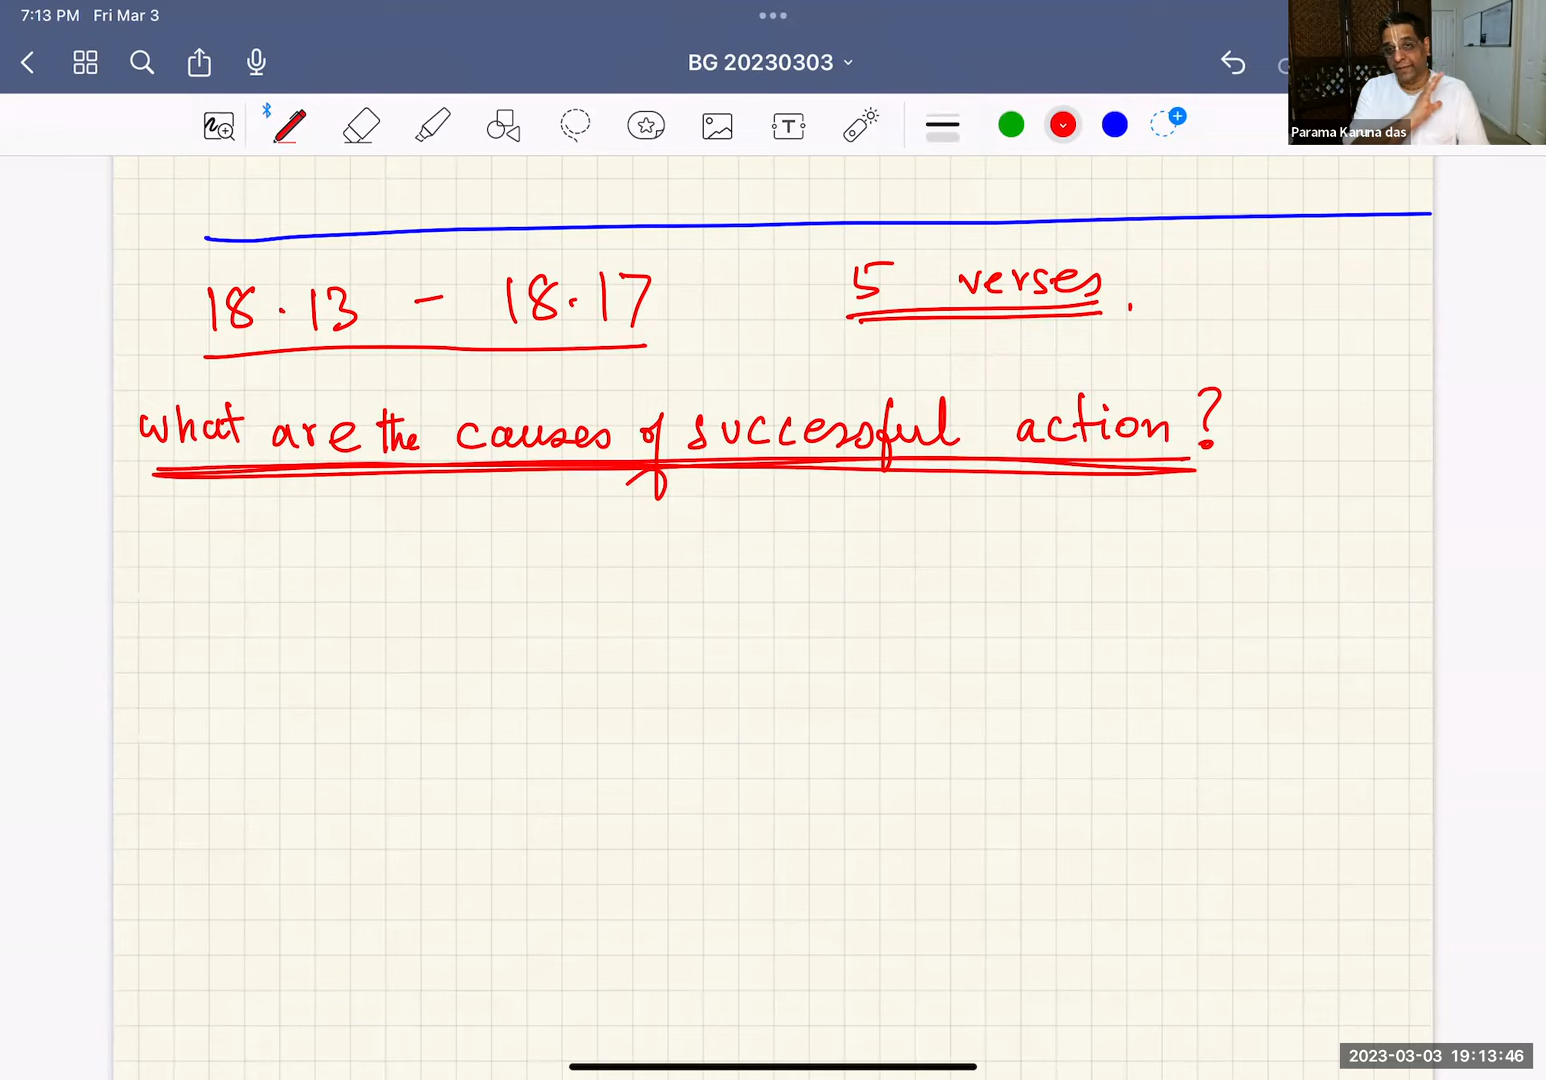 7:13 PM Fri Mar 3
BG 20230303
T
Parama Karuna das
18.13 - 18.17 5 verses.
what are the causes of successful action?
2023-03-03 19:13:46